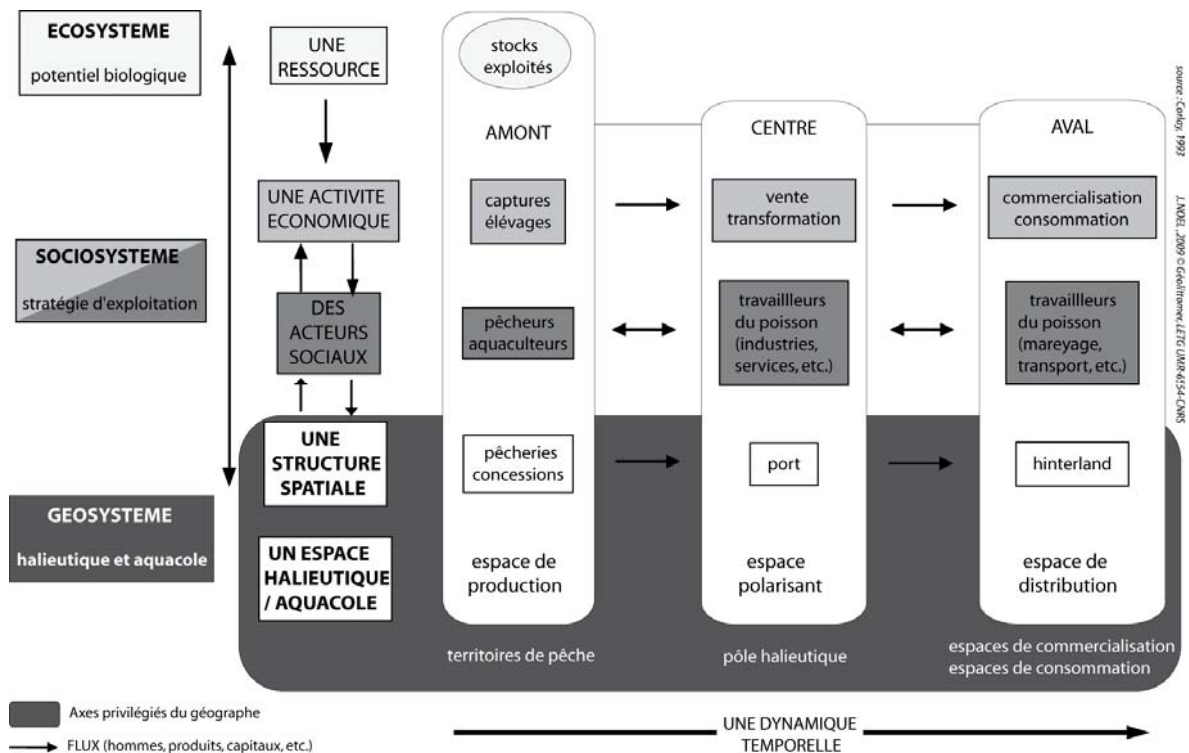 ECOSYSTEME
potentiel biologique
UNE
RESSOURCE
stocks
exploités
AMONT
CENTRE
AVAL
UNE ACTIVITE
ECONOMIQUE
captures
élévages
vente
transformation
commercialisation
consommation
SOCIOSYSTEME
stratégie d'exploitation
DES
ACTEURS
SOCIAUX
pêcheurs
aquaculteurs
travaillleurs
du poisson
(industries,
services, etc.)
travaillleurs
du poisson
(mareyage,
transport, etc.)
UNE
STRUCTURE
SPATIALE
pêcheries
concessions
port
hinterland
GEOSYSTEME
halieutique et aquacole
UN ESPACE
HALIEUTIQUE
/ AQUACOLE
espace de
production
espace
polarisant
espace de
distribution
territoires de pêche
pôle halieutique
espaces de commercialisation
espaces de consommation
Axes privilégiés du géographe
FLUX (hommes, produits, capitaux, etc.)
UNE DYNAMIQUE
TEMPORELLE
source : Corlay, 1993
J.NOEL, 2009 © Géolittomer, LETG UMR-6554-CNRS